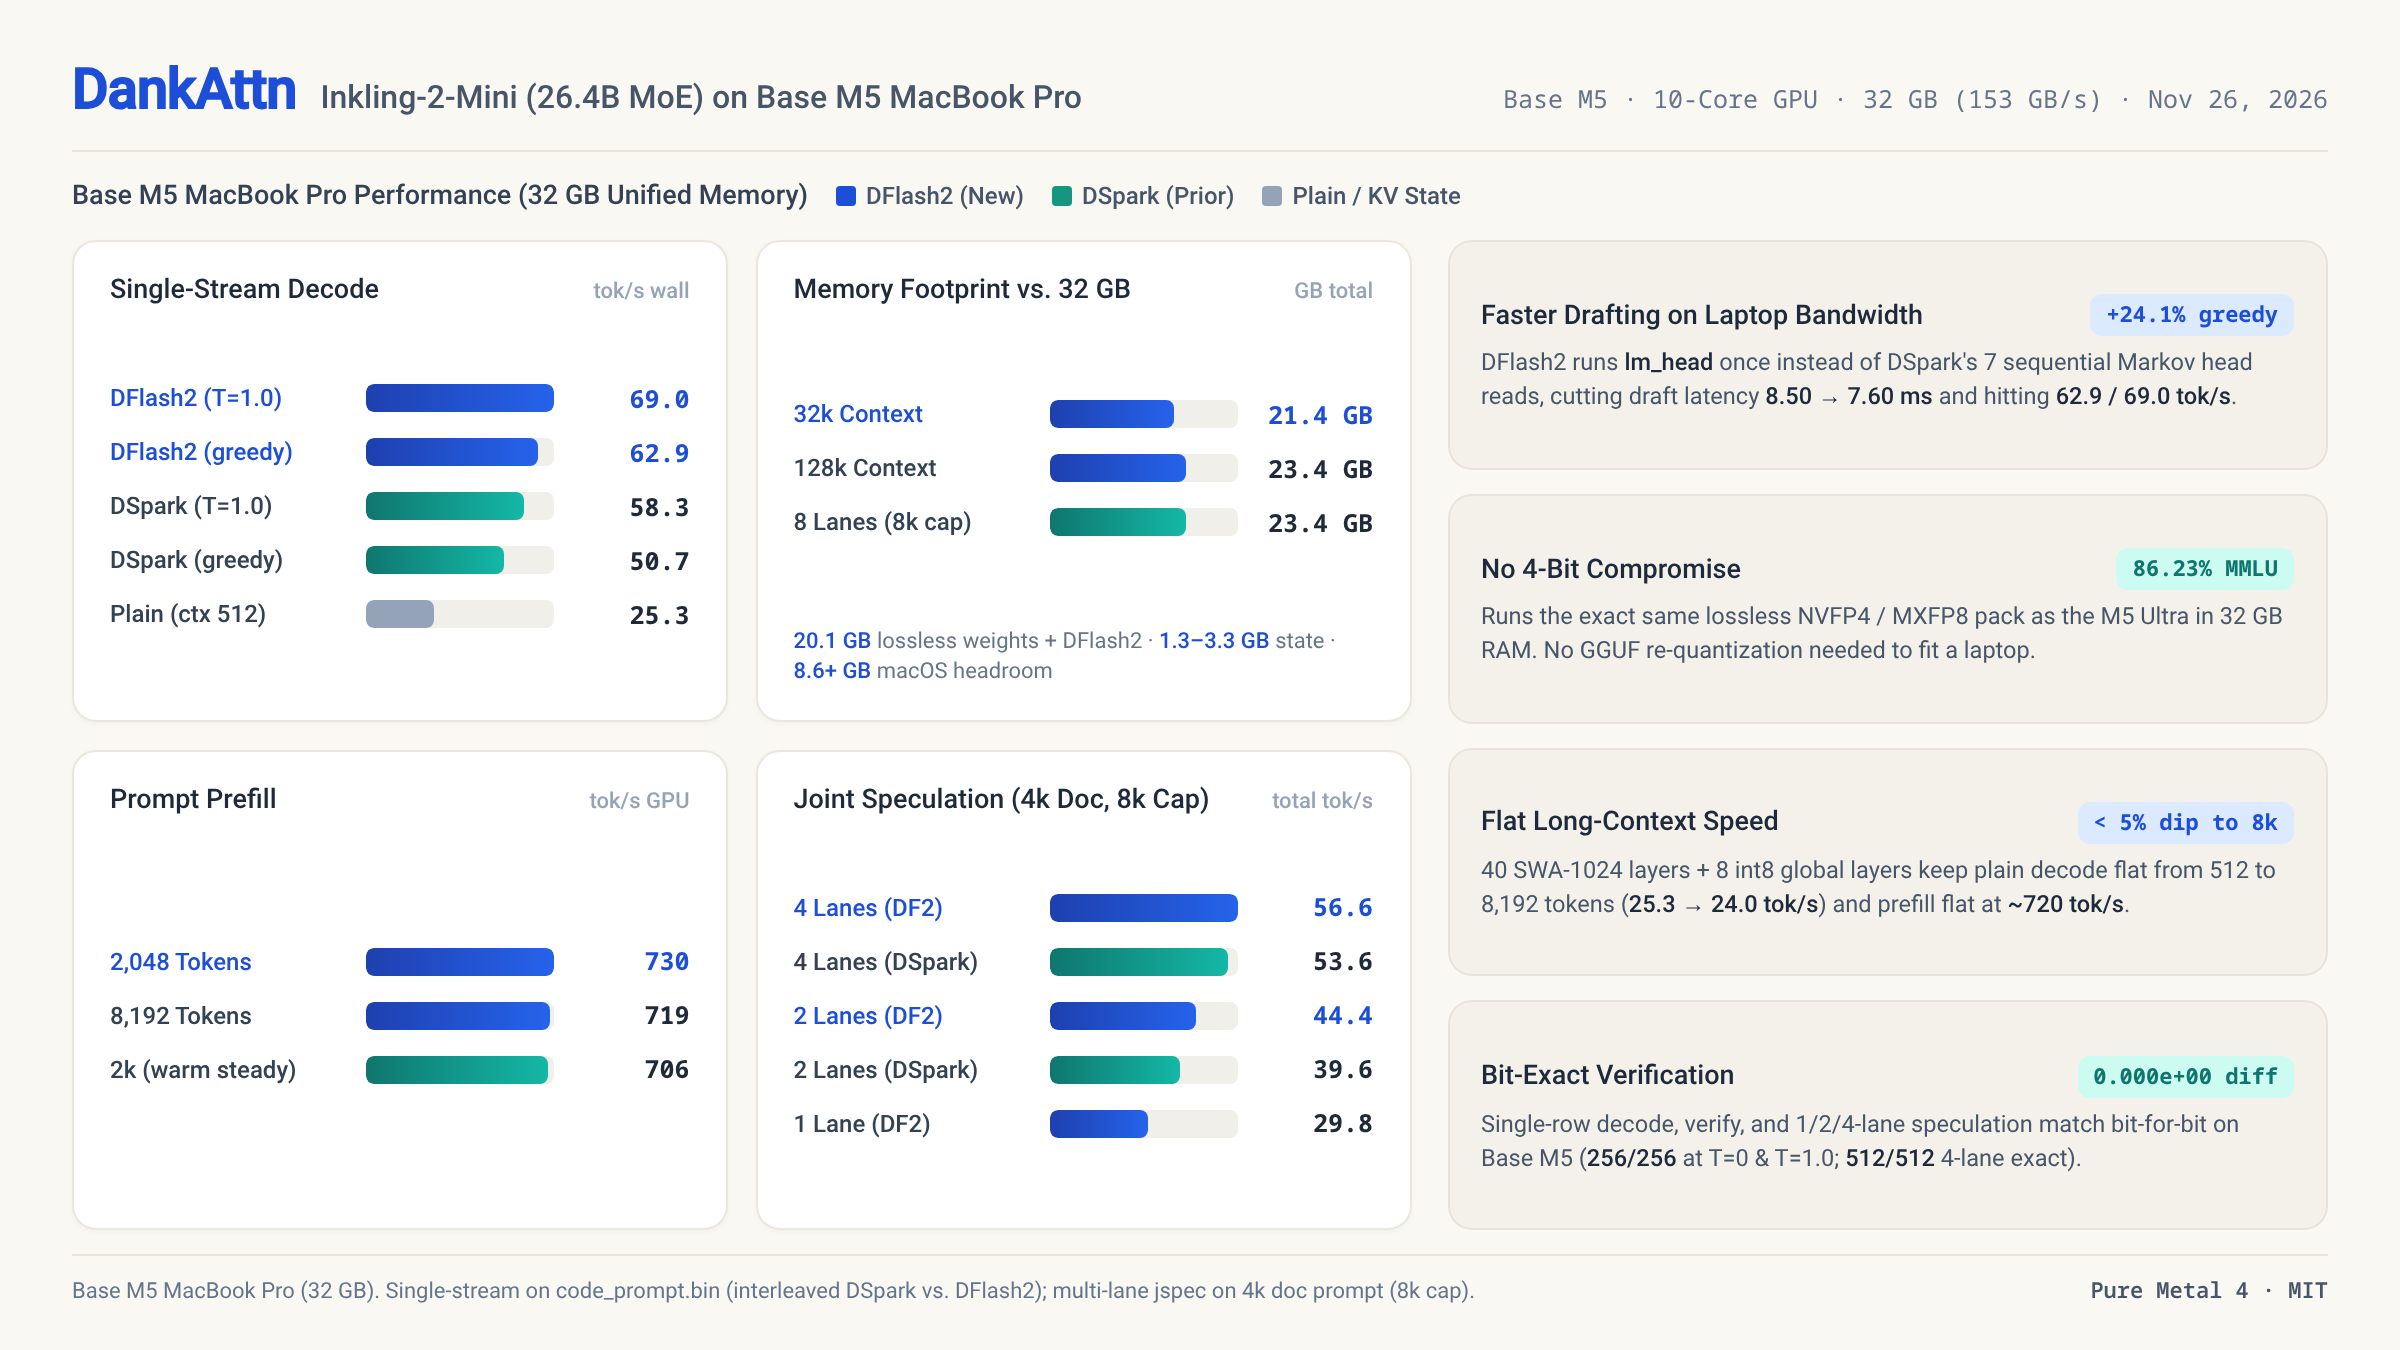 DankAttn Inkling-2-Mini (26.4B MoE) on Base M5 MacBook Pro
Base M5 · 10-Core GPU · 32 GB (153 GB/s) · Nov 26, 2026
Base M5 MacBook Pro Performance (32 GB Unified Memory)
DFlash2 (New)
DSpark (Prior)
Plain / KV State
Single-Stream Decode
tok/s wall
DFlash2 (T=1.0) 69.0
DFlash2 (greedy) 62.9
DSpark (T=1.0) 58.3
DSpark (greedy) 50.7
Plain (ctx 512) 25.3
Memory Footprint vs. 32 GB
GB total
32k Context 21.4 GB
128k Context 23.4 GB
8 Lanes (8k cap) 23.4 GB
20.1 GB lossless weights + DFlash2 · 1.3–3.3 GB state ·
8.6+ GB macOS headroom
Prompt Prefill
tok/s GPU
2,048 Tokens 730
8,192 Tokens 719
2k (warm steady) 706
Joint Speculation (4k Doc, 8k Cap)
total tok/s
4 Lanes (DF2) 56.6
4 Lanes (DSpark) 53.6
2 Lanes (DF2) 44.4
2 Lanes (DSpark) 39.6
1 Lane (DF2) 29.8
Faster Drafting on Laptop Bandwidth
+24.1% greedy
DFlash2 runs lm_head once instead of DSpark's 7 sequential Markov head
reads, cutting draft latency 8.50 → 7.60 ms and hitting 62.9 / 69.0 tok/s.
No 4-Bit Compromise
86.23% MMLU
Runs the exact same lossless NVFP4 / MXFP8 pack as the M5 Ultra in 32 GB
RAM. No GGUF re-quantization needed to fit a laptop.
Flat Long-Context Speed
< 5% dip to 8k
40 SWA-1024 layers + 8 int8 global layers keep plain decode flat from 512 to
8,192 tokens (25.3 → 24.0 tok/s) and prefill flat at ~720 tok/s.
Bit-Exact Verification
0.000e+00 diff
Single-row decode, verify, and 1/2/4-lane speculation match bit-for-bit on
Base M5 (256/256 at T=0 & T=1.0; 512/512 4-lane exact).
Base M5 MacBook Pro (32 GB). Single-stream on code_prompt.bin (interleaved DSpark vs. DFlash2); multi-lane jspec on 4k doc prompt (8k cap).
Pure Metal 4 · MIT